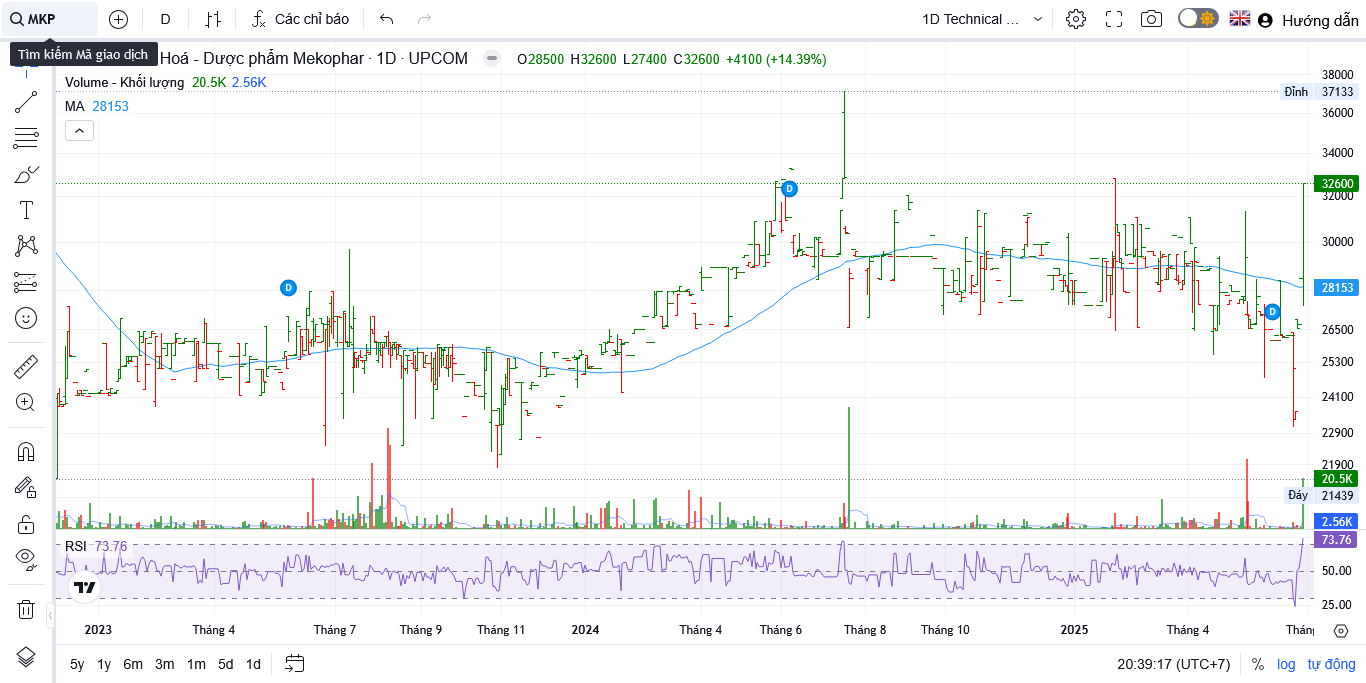 MKP
D
Các chỉ báo
1D Technical ...
Hướng dẫn
Tìm kiếm Mã giao dịch
Hoá - Dược phẩm Mekophar · 1D · UPCOM
O28500 H32600 L27400 C32600 +4100 (+14.39%)
Volume - Khối lượng 20.5K 2.56K
MA 28153
38000
Đỉnh 37133
36000
34000
32600
32000
30000
28153
26500
25300
24100
22900
21900
20.5K
Đáy 21439
2.56K
D
D
D
RSI 73.76
73.76
50.00
25.00
2023 Tháng 4 Tháng 7 Tháng 9 Tháng 11 2024 Tháng 4 Tháng 6 Tháng 8 Tháng 10 2025 Tháng 4 Tháng
5y 1y 6m 3m 1m 5d 1d
20:39:17 (UTC+7) % log tự động